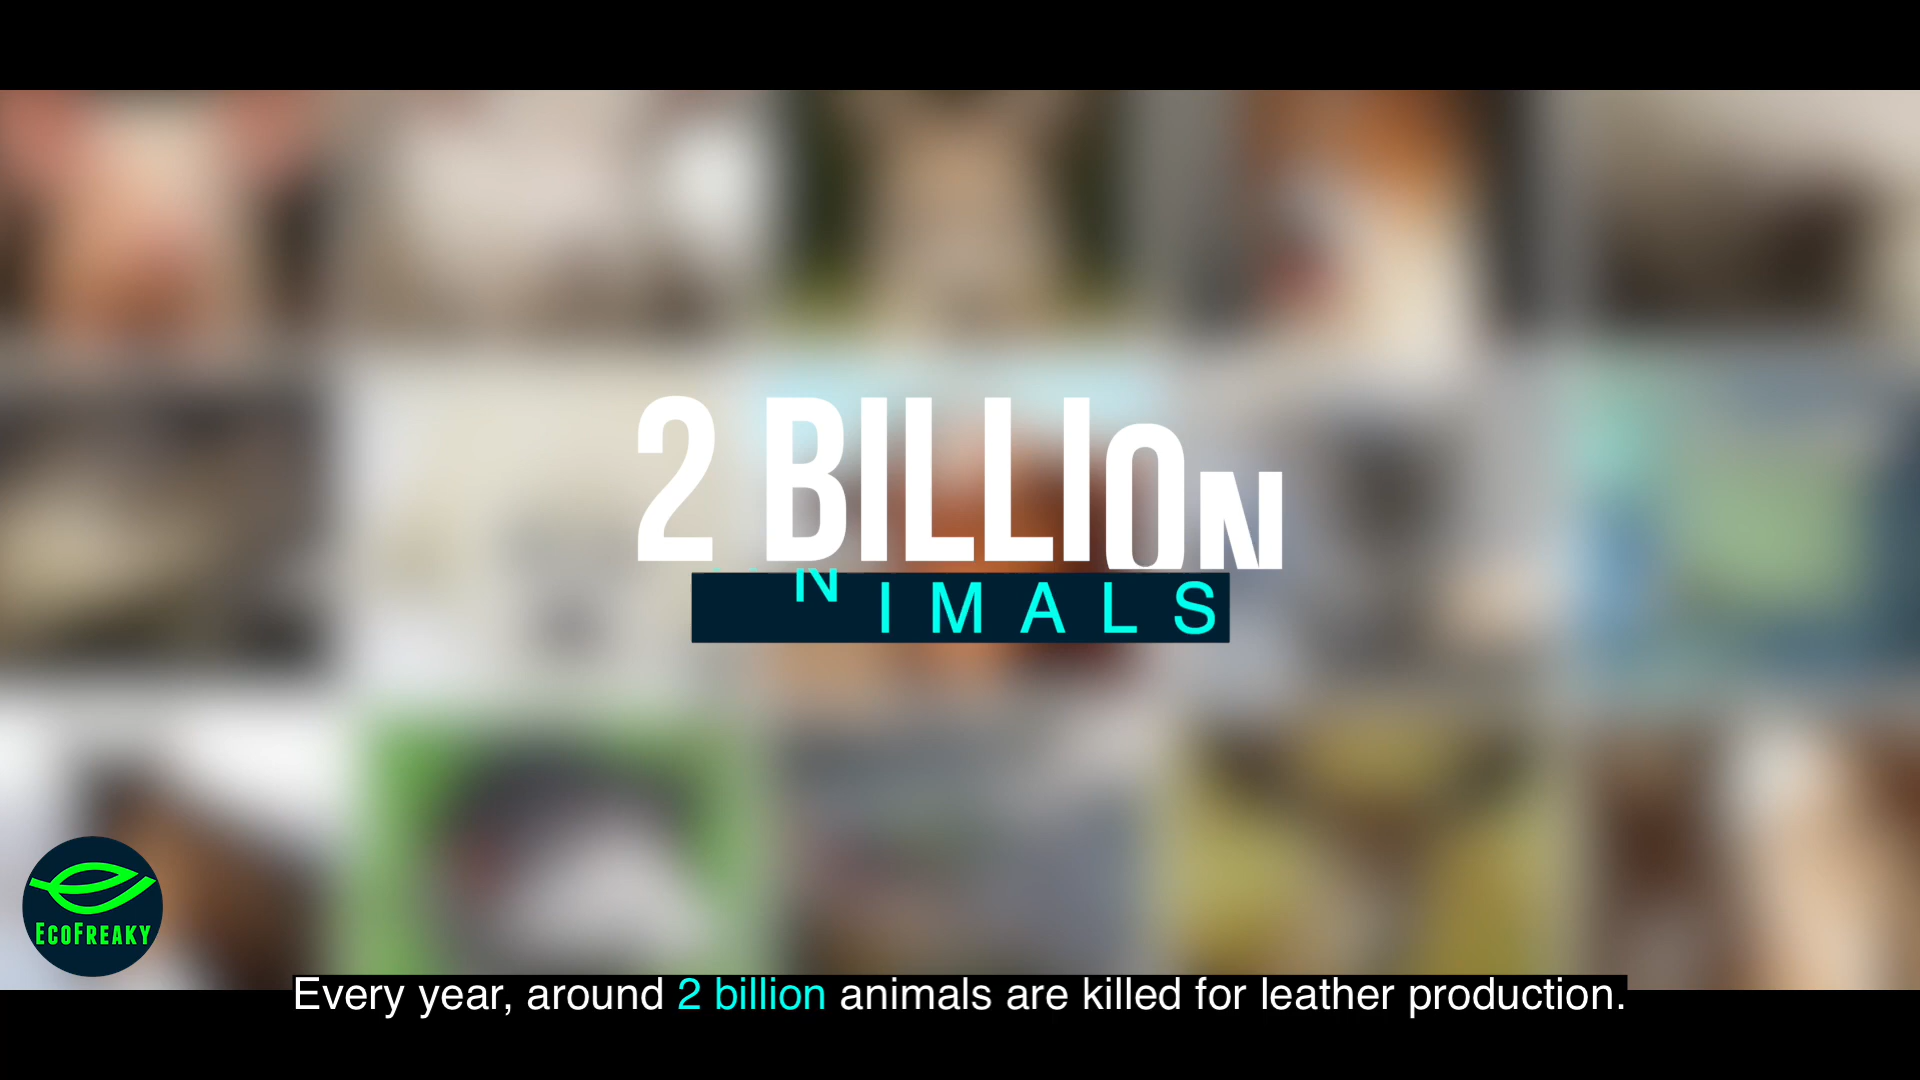 2 BILLION
NIMALS
ECOFREAKY
Every year, around 2 billion animals are killed for leather production.